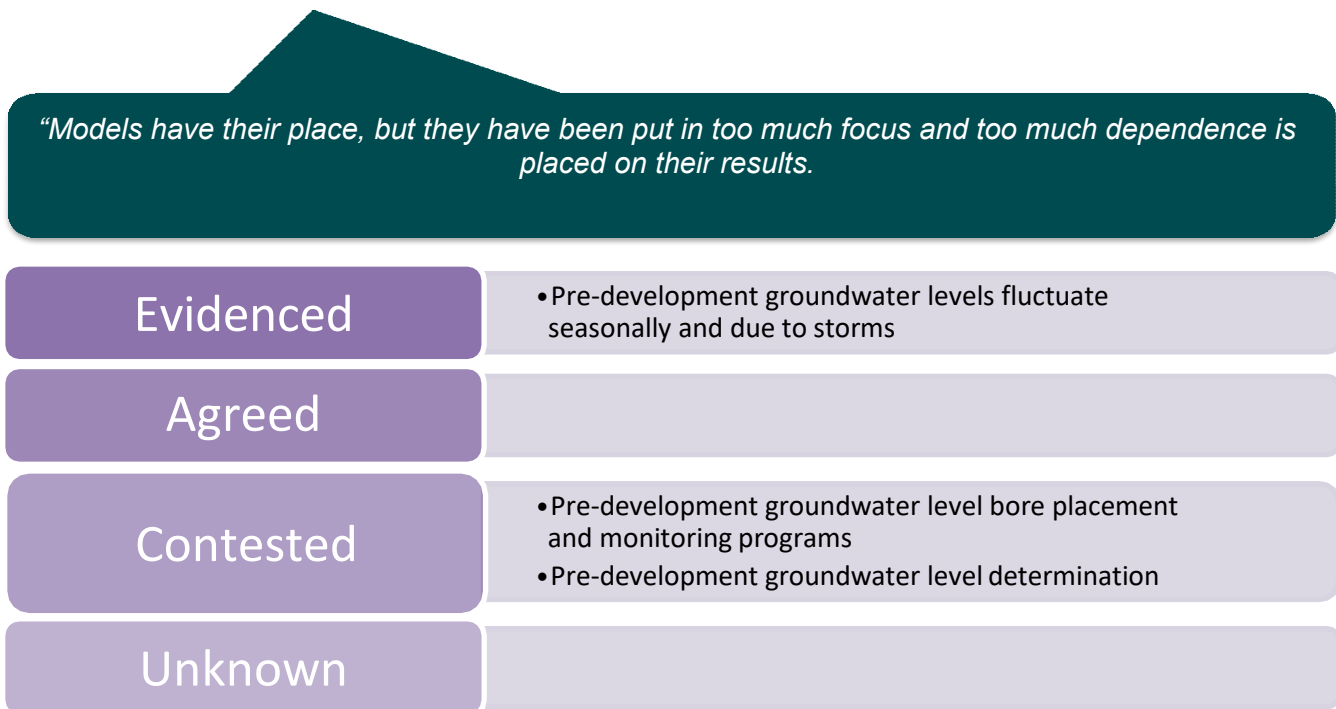 “Models have their place, but they have been put in too much focus and too much dependence is
placed on their results.
Evidenced
•Pre-development groundwater levels fluctuate
seasonally and due to storms
Agreed
Contested
•Pre-development groundwater level bore placement
and monitoring programs
•Pre-development groundwater level determination
Unknown